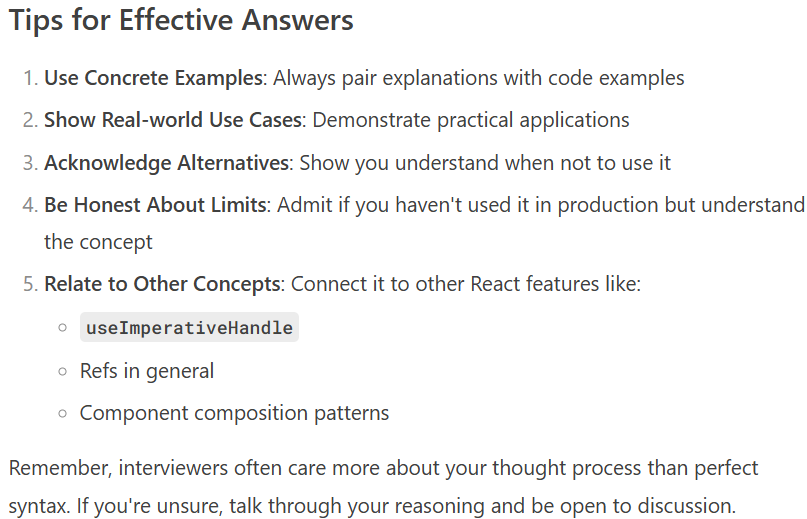 Tips for Effective Answers
1. Use Concrete Examples: Always pair explanations with code examples
2. Show Real-world Use Cases: Demonstrate practical applications
3. Acknowledge Alternatives: Show you understand when not to use it
4. Be Honest About Limits: Admit if you haven't used it in production but understand
the concept
5. Relate to Other Concepts: Connect it to other React features like:
useImperativeHandle
Refs in general
Component composition patterns
Remember, interviewers often care more about your thought process than perfect
syntax. If you're unsure, talk through your reasoning and be open to discussion.